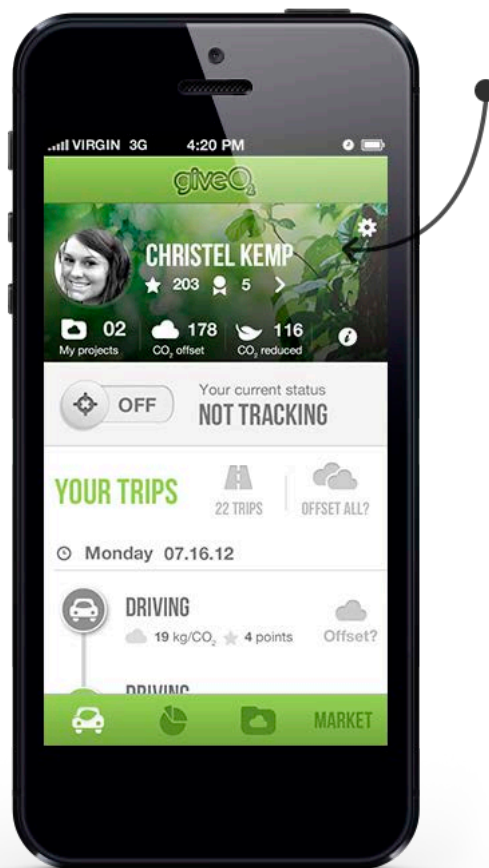 VIRGIN 3G 4:20 PM
giveO2
CHRISTEL KEMP
203 5
02 178 116
My projects CO2 offset CO2 reduced
OFF
Your current status
NOT TRACKING
YOUR TRIPS
22 TRIPS OFFSET ALL?
Monday 07.16.12
DRIVING
19 kg/CO2 4 points Offset?
DRIVING
MARKET